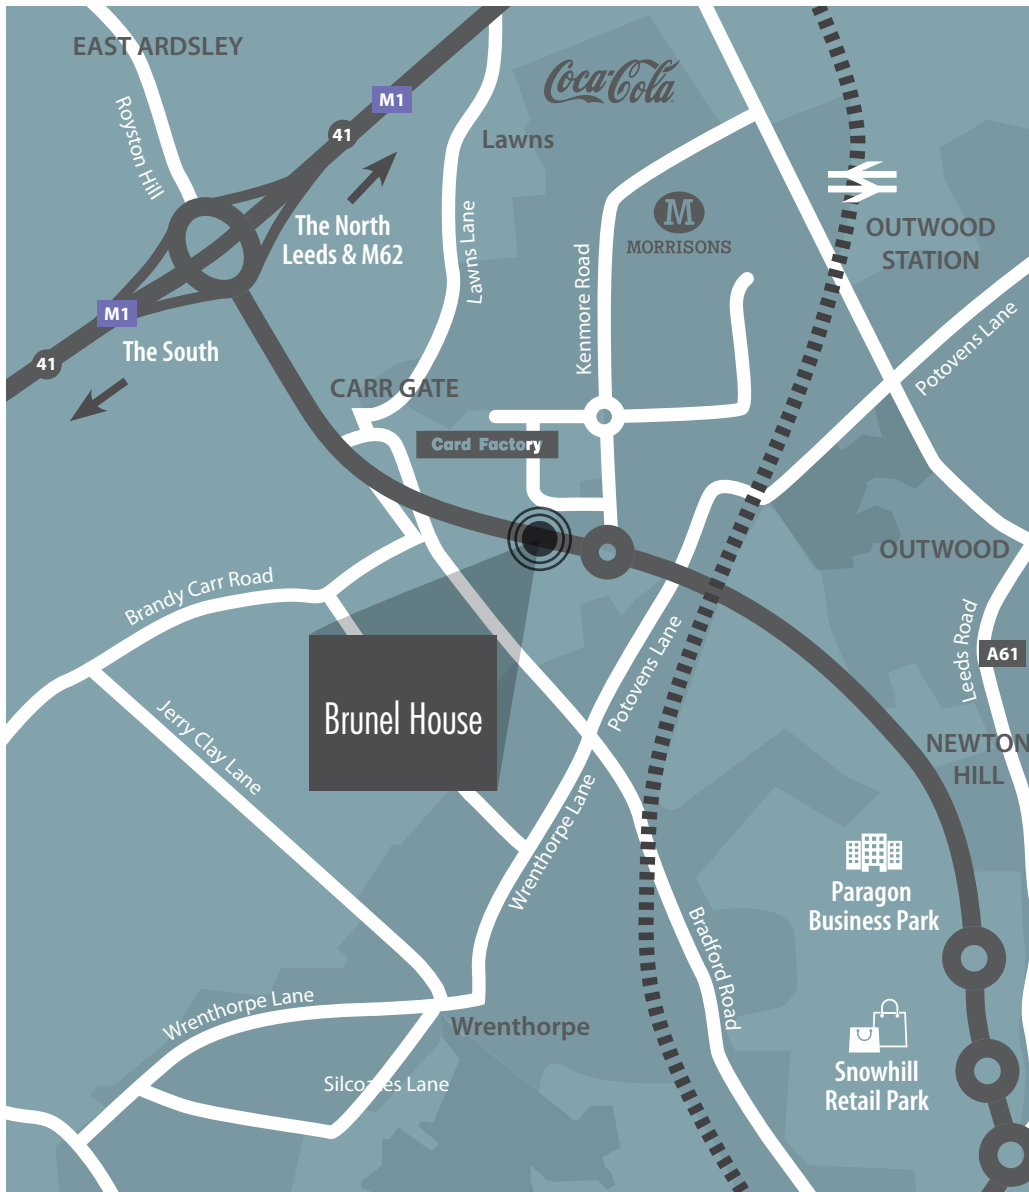 EAST ARDSLEY
Coca-Cola
M1
Royston Hill
41
Lawns
M
MORRISONS
The North
Leeds & M62
OUTWOOD
STATION
Lawns Lane
Kenmore Road
M1
The South
41
Potovens Lane
CARR GATE
Card Factory
OUTWOOD
Brandy Carr Road
Leeds Road
A61
Potovens Lane
Brunel House
Jerry Clay Lane
NEWTON
HILL
Wrenthorpe Lane
Paragon
Business Park
Bradford Road
Wrenthorpe Lane
Wrenthorpe
Silcoates Lane
Snowhill
Retail Park